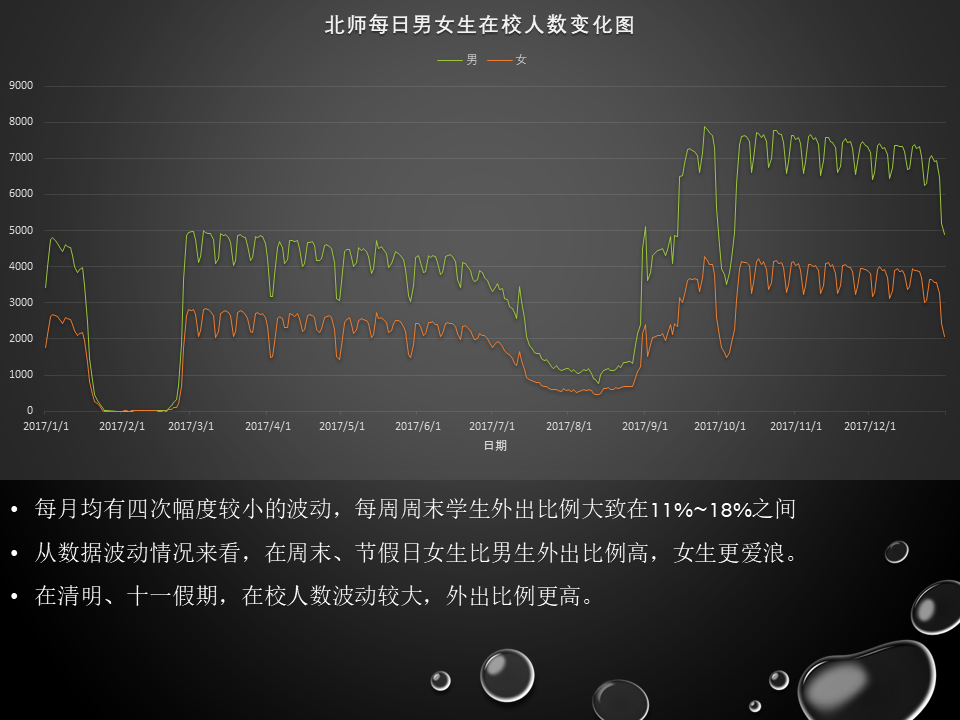 北师每日男女生在校人数变化图
男 女
9000
8000
7000
6000
5000
4000
3000
2000
1000
0
2017/1/1 2017/2/1 2017/3/1 2017/4/1 2017/5/1 2017/6/1 2017/7/1 2017/8/1 2017/9/1 2017/10/1 2017/11/1 2017/12/1
日期
• 每月均有四次幅度较小的波动，每周周末学生外出比例大致在11%~18%之间
• 从数据波动情况来看，在周末、节假日女生比男生外出比例高，女生更爱浪。
• 在清明、十一假期，在校人数波动较大，外出比例更高。